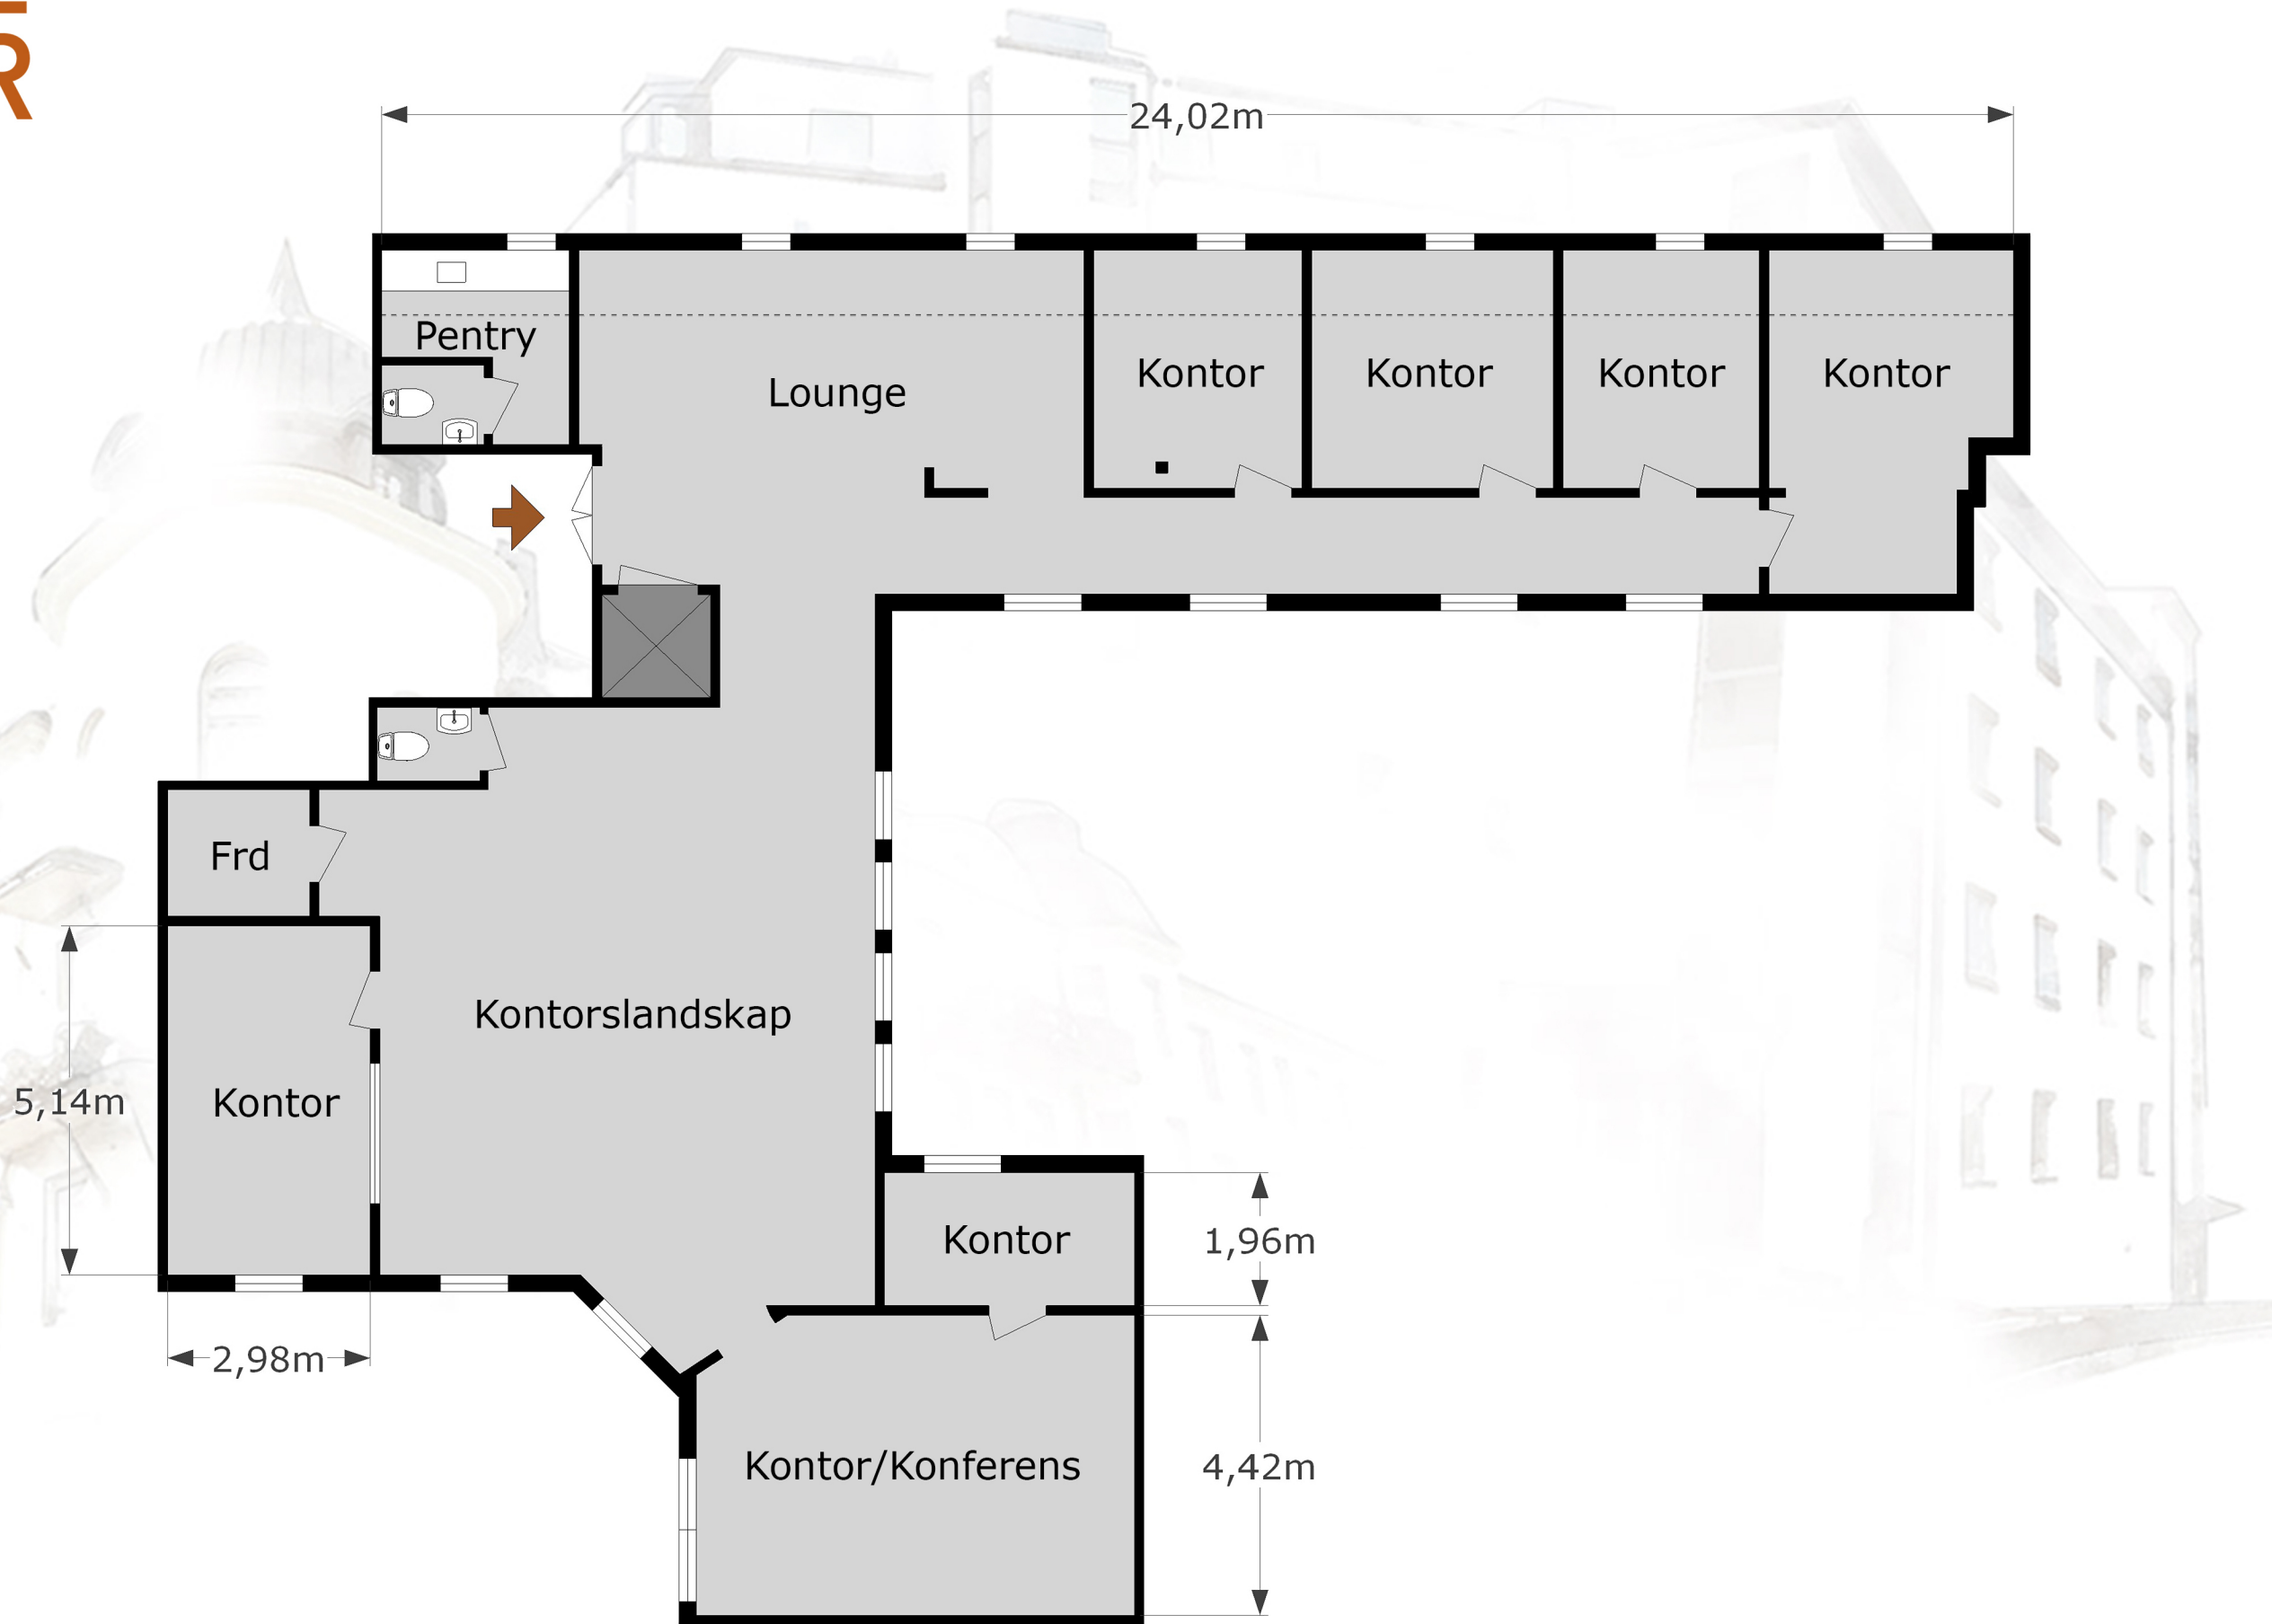 R
24,02m
Pentry
Lounge
Kontor
Kontor
Kontor
Kontor
Frd
Kontorslandskap
5,14m
Kontor
Kontor
1,96m
2,98m
Kontor/Konferens
4,42m